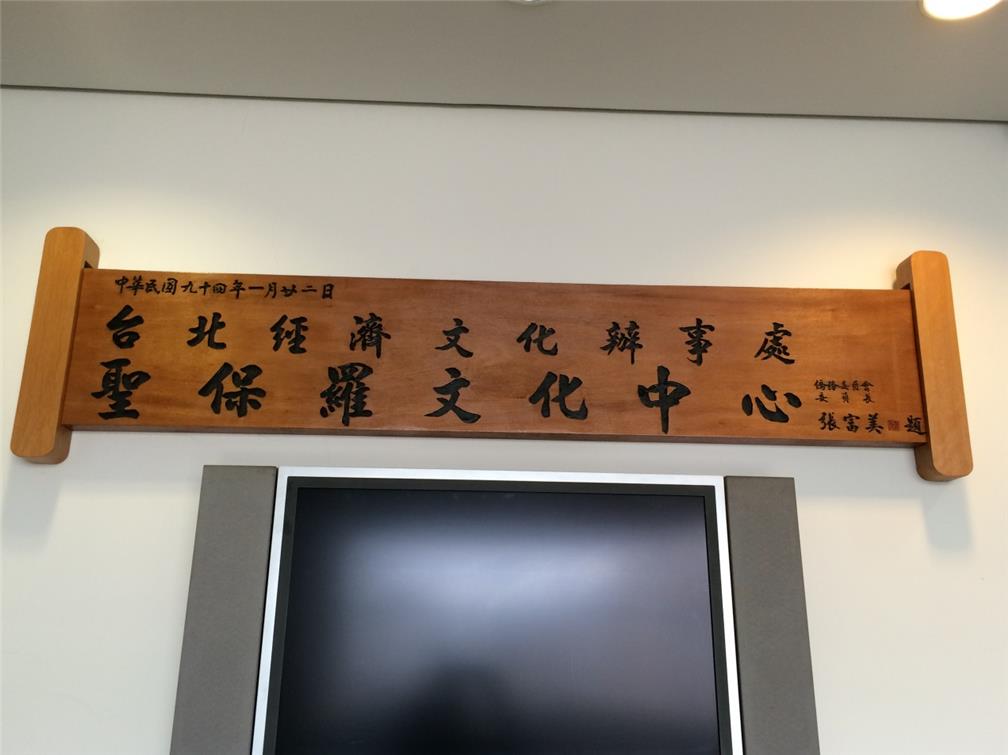 中華民国九十四年一月廿二日
台北經濟文化辦事處
聖保羅文化中心
僑務委員會
委員長
張富美題